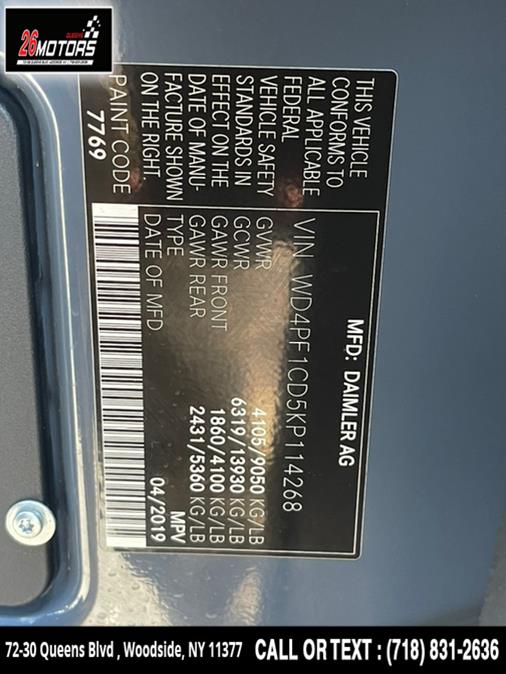 QUEENS
26MOTORS
MFD: DAIMLER AG
VIN WD4PF1CD5KP114268
GVWR 4105/9050 KG/LB
GCWR 6319/13930 KG/LB
GAWR FRONT 1860/4100 KG/LB
GAWR REAR 2431/5360 KG/LB
TYPE MPV
DATE OF MFD 04/2019
THIS VEHICLE
CONFORMS TO
ALL APPLICABLE
FEDERAL
VEHICLE SAFETY
STANDARDS IN
EFFECT ON THE
DATE OF MANU-
FACTURE SHOWN
ON THE RIGHT.
PAINT CODE
7769
72-30 Queens Blvd , Woodside, NY 11377
CALL OR TEXT : (718) 831-2636